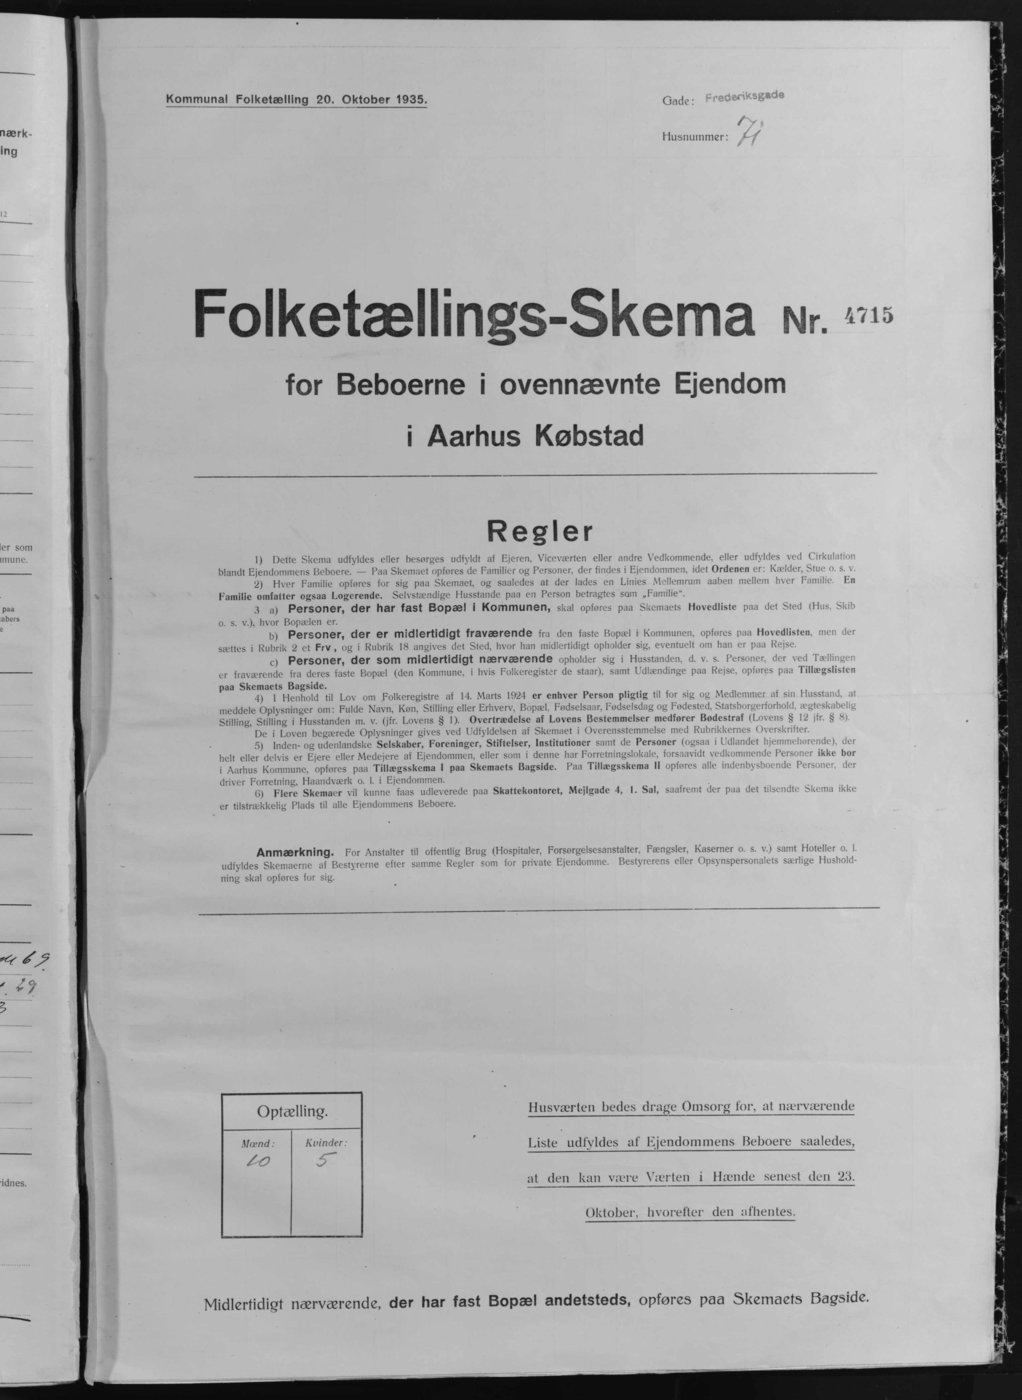 Kommunal Folketælling 20. Oktober 1935.
Gade: Frederiksgade
Husnummer: 7i
Folketællings-Skema Nr. 4715
for Beboerne i ovennævnte Ejendom
i Aarhus Købstad
Regler
1) Dette Skema udfyldes eller besørges udfyldt af Ejeren, Viceværten eller andre Vedkommende, eller udfyldes ved Cirkulation
blandt Ejendommens Beboere. — Paa Skemaet opføres de Familier og Personer, der findes i Ejendommen, idet Ordenen er: Kælder, Stue o. s. v.
2) Hver Familie opføres for sig paa Skemaet, og saaledes at der lades en Linies Mellemrum aaben mellem hver Familie. En
Familie omfatter ogsaa Logerende. Selvstændige Husstande paa en Person betragtes som „Familie“.
3 a) Personer, der har fast Bopæl i Kommunen, skal opføres paa Skemaets Hovedliste paa det Sted (Hus, Skib
o. s. v.), hvor Bopælen er.
b) Personer, der er midlertidigt fraværende fra den faste Bopæl i Kommunen, opføres paa Hovedlisten, men der
sættes i Rubrik 2 et Frv., og i Rubrik 18 angives det Sted, hvor han midlertidigt opholder sig, eventuelt om han er paa Rejse.
c) Personer, der som midlertidigt nærværende opholder sig i Husstanden, d. v. s. Personer, der ved Tællingen
er fraværende fra deres faste Bopæl (den Kommune, i hvis Folkeregister de staar), samt Udlændinge paa Rejse, opføres paa Tillægslisten
paa Skemaets Bagside.
4) I Henhold til Lov om Folkeregistre af 14. Marts 1924 er enhver Person pligtig til for sig og Medlemmer af sin Husstand, at
meddele Oplysninger om: Fulde Navn, Køn, Stilling eller Erhverv, Bopæl, Fødselsaar, Fødselsdag og Fødested, Statsborgerforhold, ægteskabelig
Stilling, Stilling i Husstanden m. v. (jfr. Lovens § 1). Overtrædelse af Lovens Bestemmelser medfører Bødestraf (Lovens § 12 jfr. § 8).
De i Loven begærede Oplysninger gives ved Udfyldelsen af Skemaet i Overensstemmelse med Rubrikkernes Overskrifter.
5) Inden- og udenlandske Selskaber, Foreninger, Stiftelser, Institutioner samt de Personer (ogsaa i Udlandet hjemmehørende), der
helt eller delvis er Ejere eller Medejere af Ejendommen, eller som i denne har Forretningslokale, forsaavidt vedkommende Personer ikke bor
i Aarhus Kommune, opføres paa Tillægsskema I paa Skemaets Bagside. Paa Tillægsskema II opføres alle indenbysboende Personer, der
driver Forretning, Haandværk o. l. i Ejendommen.
6) Flere Skemaer vil kunne faas udleverede paa Skattekontoret, Mejlgade 4, 1. Sal, saafremt der paa det tilsendte Skema ikke
er tilstrækkelig Plads til alle Ejendommens Beboere.
Anmærkning. For Anstalter til offentlig Brug (Hospitaler, Forsørgelsesanstalter, Fængsler, Kaserner o. s. v.) samt Hoteller o. l.
udfyldes Skemaerne af Bestyrerne efter samme Regler som for private Ejendomme. Bestyrerens eller Opsynspersonalets særlige Hushold-
ning skal opføres for sig.
Optælling.
Mænd: Kvinder:
10 5
Husværten bedes drage Omsorg for, at nærværende
Liste udfyldes af Ejendommens Beboere saaledes,
at den kan være Værten i Hænde senest den 23.
Oktober, hvorefter den afhentes.
Midlertidigt nærværende, der har fast Bopæl andetsteds, opføres paa Skemaets Bagside.